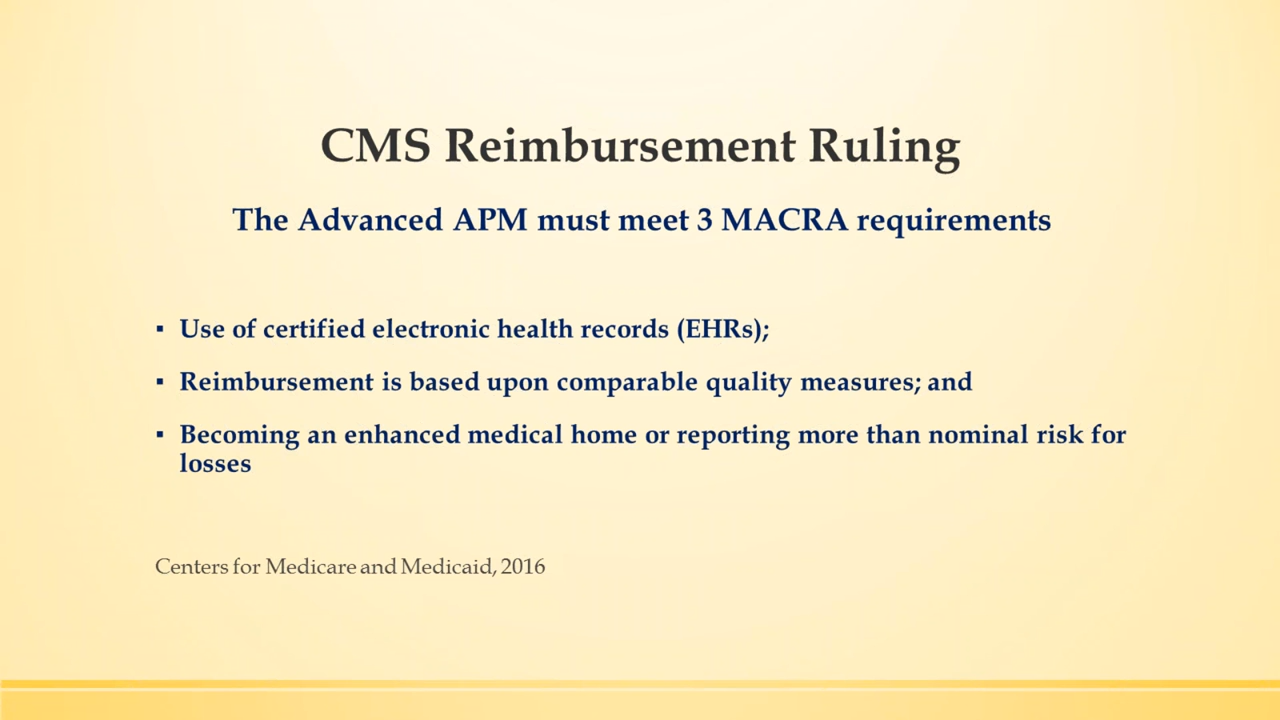 CMS Reimbursement Ruling
The Advanced APM must meet 3 MACRA requirements
▪ Use of certified electronic health records (EHRs);
▪ Reimbursement is based upon comparable quality measures; and
▪ Becoming an enhanced medical home or reporting more than nominal risk for
losses
Centers for Medicare and Medicaid, 2016